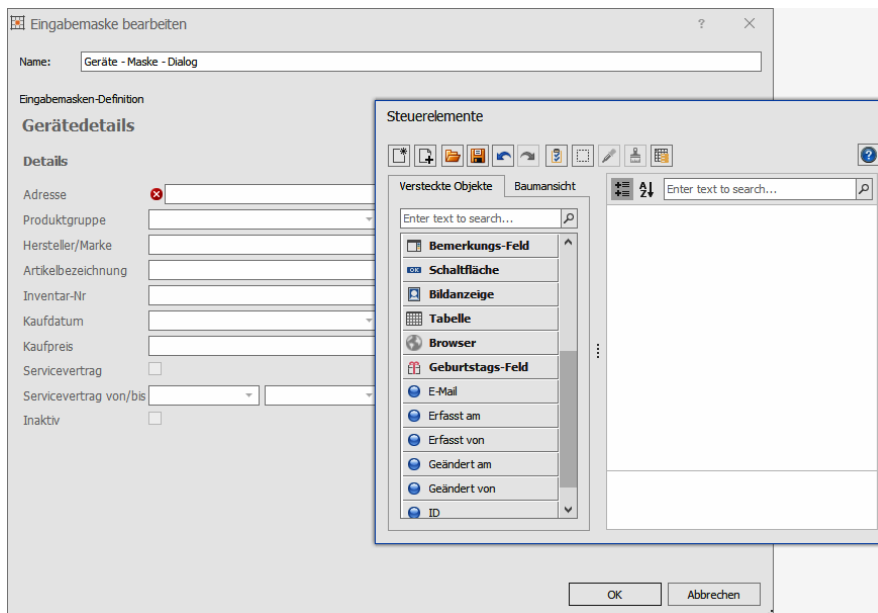 Eingabemaske bearbeiten
?
Name:
Geräte - Maske - Dialog
Eingabemasken-Definition
Gerätedetails
Details
Adresse
Produktgruppe
Hersteller/Marke
Artikelbezeichnung
Inventar-Nr
Kaufdatum
Kaufpreis
Servicevertrag
Servicevertrag von/bis
Inaktiv
Steuerelemente
?
Versteckte Objekte
Baumansicht
Enter text to search...
Bemerkungs-Feld
OK Schaltfläche
Bildanzeige
Tabelle
Browser
Geburtstags-Feld
E-Mail
Erfasst am
Erfasst von
Geändert am
Geändert von
ID
A
Z
Enter text to search...
OK
Abbrechen